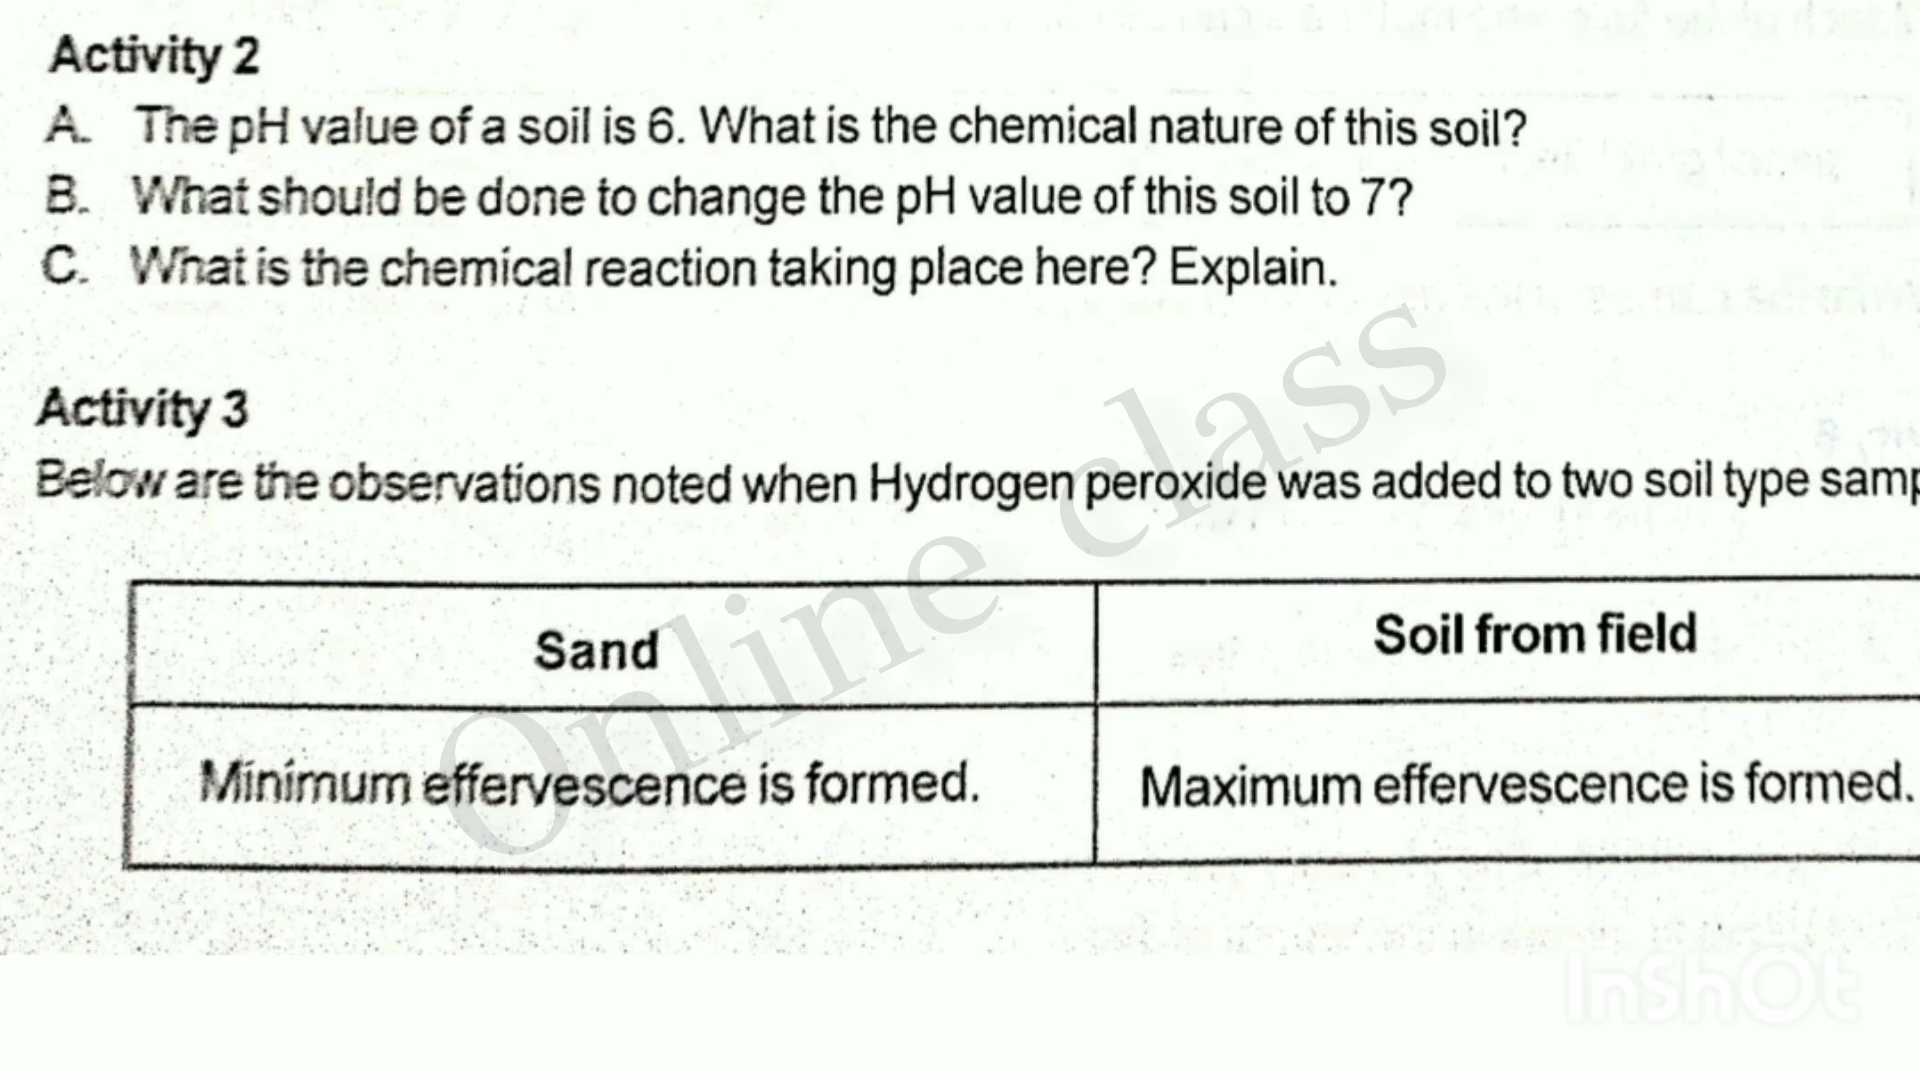 Activity 2
A. The pH value of a soil is 6. What is the chemical nature of this soil?
B. What should be done to change the pH value of this soil to 7?
C. What is the chemical reaction taking place here? Explain.
Activity 3
Below are the observations noted when Hydrogen peroxide was added to two soil type samp
Sand
Soil from field
Minimum effervescence is formed.
Maximum effervescence is formed.
Online class
InShOt